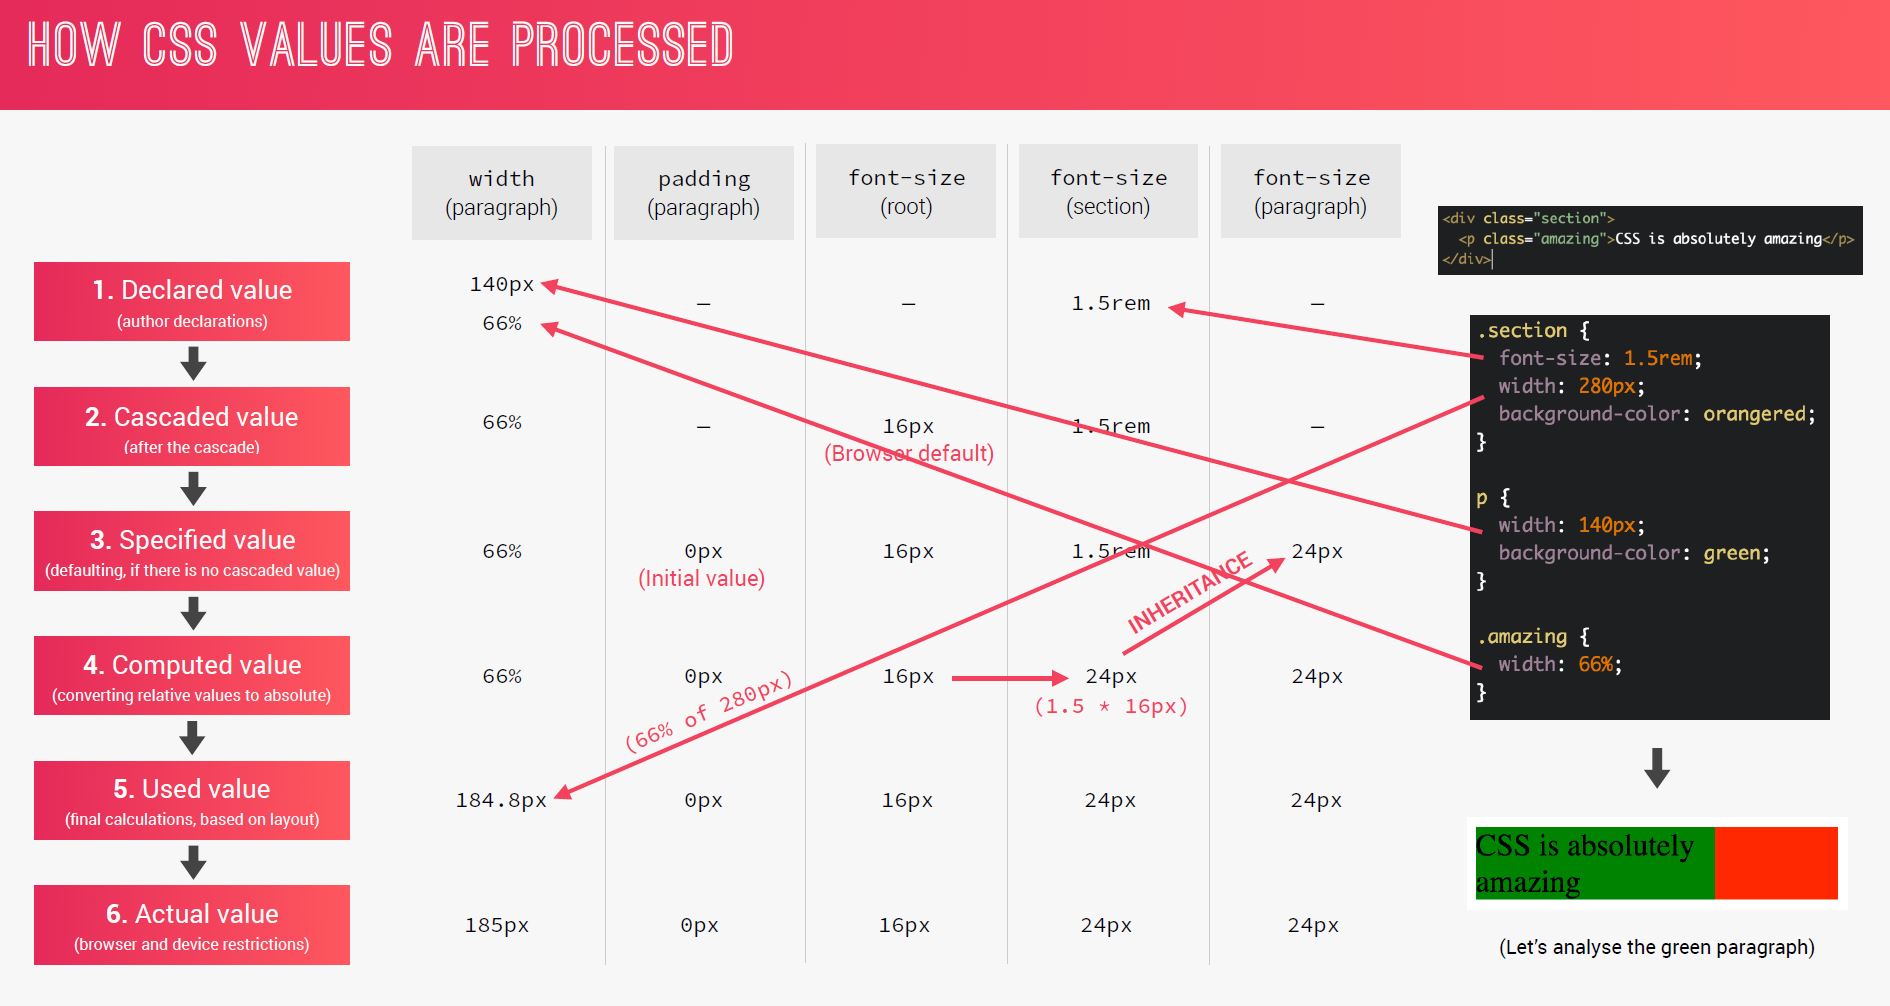 HOW CSS VALUES ARE PROCESSED
width
(paragraph)
padding
(paragraph)
font-size
(root)
font-size
(section)
font-size
(paragraph)
1. Declared value
(author declarations)
140px
66%
–
–
1.5rem
–
2. Cascaded value
(after the cascade)
66%
–
16px
(Browser default)
1.5rem
–
3. Specified value
(defaulting, if there is no cascaded value)
66%
0px
(Initial value)
16px
1.5rem
24px
INHERITANCE
4. Computed value
(converting relative values to absolute)
66%
0px
16px
24px
(1.5 * 16px)
24px
(66% of 280px)
5. Used value
(final calculations, based on layout)
184.8px
0px
16px
24px
24px
6. Actual value
(browser and device restrictions)
185px
0px
16px
24px
24px
<div class="section">
<p class="amazing">CSS is absolutely amazing</p>
</div>
.section {
font-size: 1.5rem;
width: 280px;
background-color: orangered;
}
p {
width: 140px;
background-color: green;
}
.amazing {
width: 66%;
}
CSS is absolutely
amazing
(Let's analyse the green paragraph)